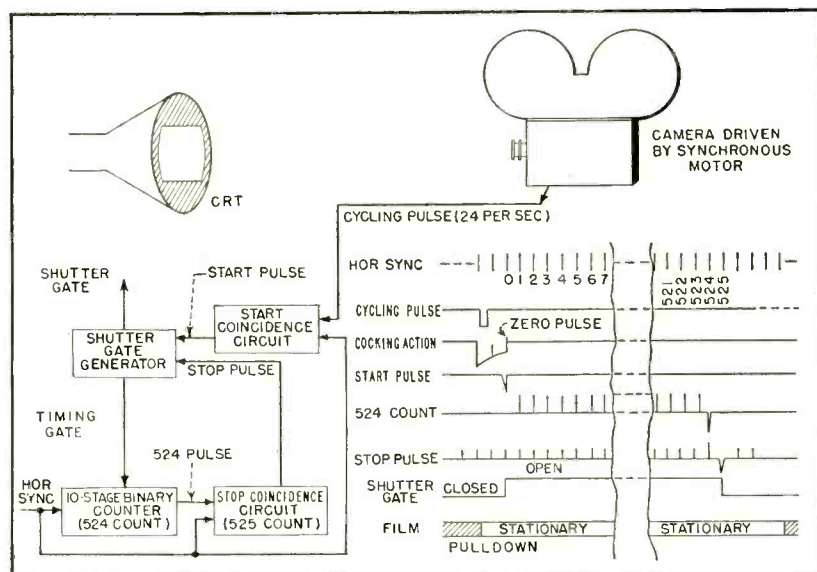 CAMERA DRIVEN
BY SYNCHRONOUS
MOTOR
CRT
CYCLING PULSE (24 PER SEC)
SHUTTER
GATE
START PULSE
START
COINCIDENCE
CIRCUIT
SHUTTER
GATE
GENERATOR
STOP PULSE
TIMING
GATE
524 PULSE
HOR
SYNC
10-STAGE BINARY
COUNTER
(524 COUNT)
STOP COINCIDENCE
CIRCUIT
(525 COUNT)
HOR SYNC
0 1 2 3 4 5 6 7
521
522
523
524
525
CYCLING PULSE
ZERO PULSE
COCKING ACTION
START PULSE
524 COUNT
STOP PULSE
OPEN
SHUTTER
GATE
CLOSED
FILM
STATIONARY
STATIONARY
PULLDOWN